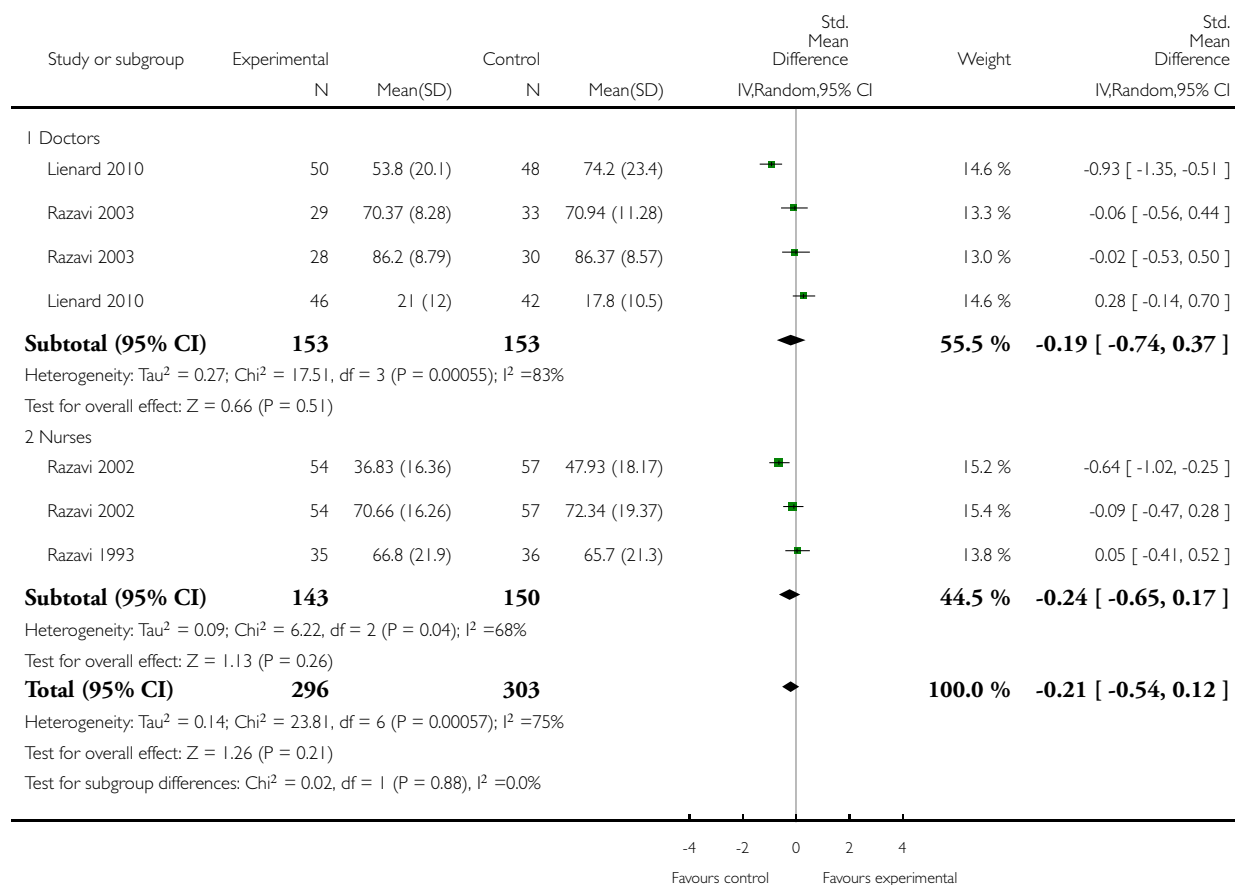 Std. Std.
Mean Mean
Study or subgroup Experimental Control Difference Weight Difference
N Mean(SD) N Mean(SD) IV,Random,95% CI IV,Random,95% CI
1 Doctors
Lienard 2010 50 53.8 (20.1) 48 74.2 (23.4) 14.6 % -0.93 [ -1.35, -0.51 ]
Razavi 2003 29 70.37 (8.28) 33 70.94 (11.28) 13.3 % -0.06 [ -0.56, 0.44 ]
Razavi 2003 28 86.2 (8.79) 30 86.37 (8.57) 13.0 % -0.02 [ -0.53, 0.50 ]
Lienard 2010 46 21 (12) 42 17.8 (10.5) 14.6 % 0.28 [ -0.14, 0.70 ]
Subtotal (95% CI) 153 153 55.5 % -0.19 [ -0.74, 0.37 ]
Heterogeneity: Tau² = 0.27; Chi² = 17.51, df = 3 (P = 0.00055); I² =83%
Test for overall effect: Z = 0.66 (P = 0.51)
2 Nurses
Razavi 2002 54 36.83 (16.36) 57 47.93 (18.17) 15.2 % -0.64 [ -1.02, -0.25 ]
Razavi 2002 54 70.66 (16.26) 57 72.34 (19.37) 15.4 % -0.09 [ -0.47, 0.28 ]
Razavi 1993 35 66.8 (21.9) 36 65.7 (21.3) 13.8 % 0.05 [ -0.41, 0.52 ]
Subtotal (95% CI) 143 150 44.5 % -0.24 [ -0.65, 0.17 ]
Heterogeneity: Tau² = 0.09; Chi² = 6.22, df = 2 (P = 0.04); I² =68%
Test for overall effect: Z = 1.13 (P = 0.26)
Total (95% CI) 296 303 100.0 % -0.21 [ -0.54, 0.12 ]
Heterogeneity: Tau² = 0.14; Chi² = 23.81, df = 6 (P = 0.00057); I² =75%
Test for overall effect: Z = 1.26 (P = 0.21)
Test for subgroup differences: Chi² = 0.02, df = 1 (P = 0.88), I² =0.0%
-4 -2 0 2 4
Favours control Favours experimental